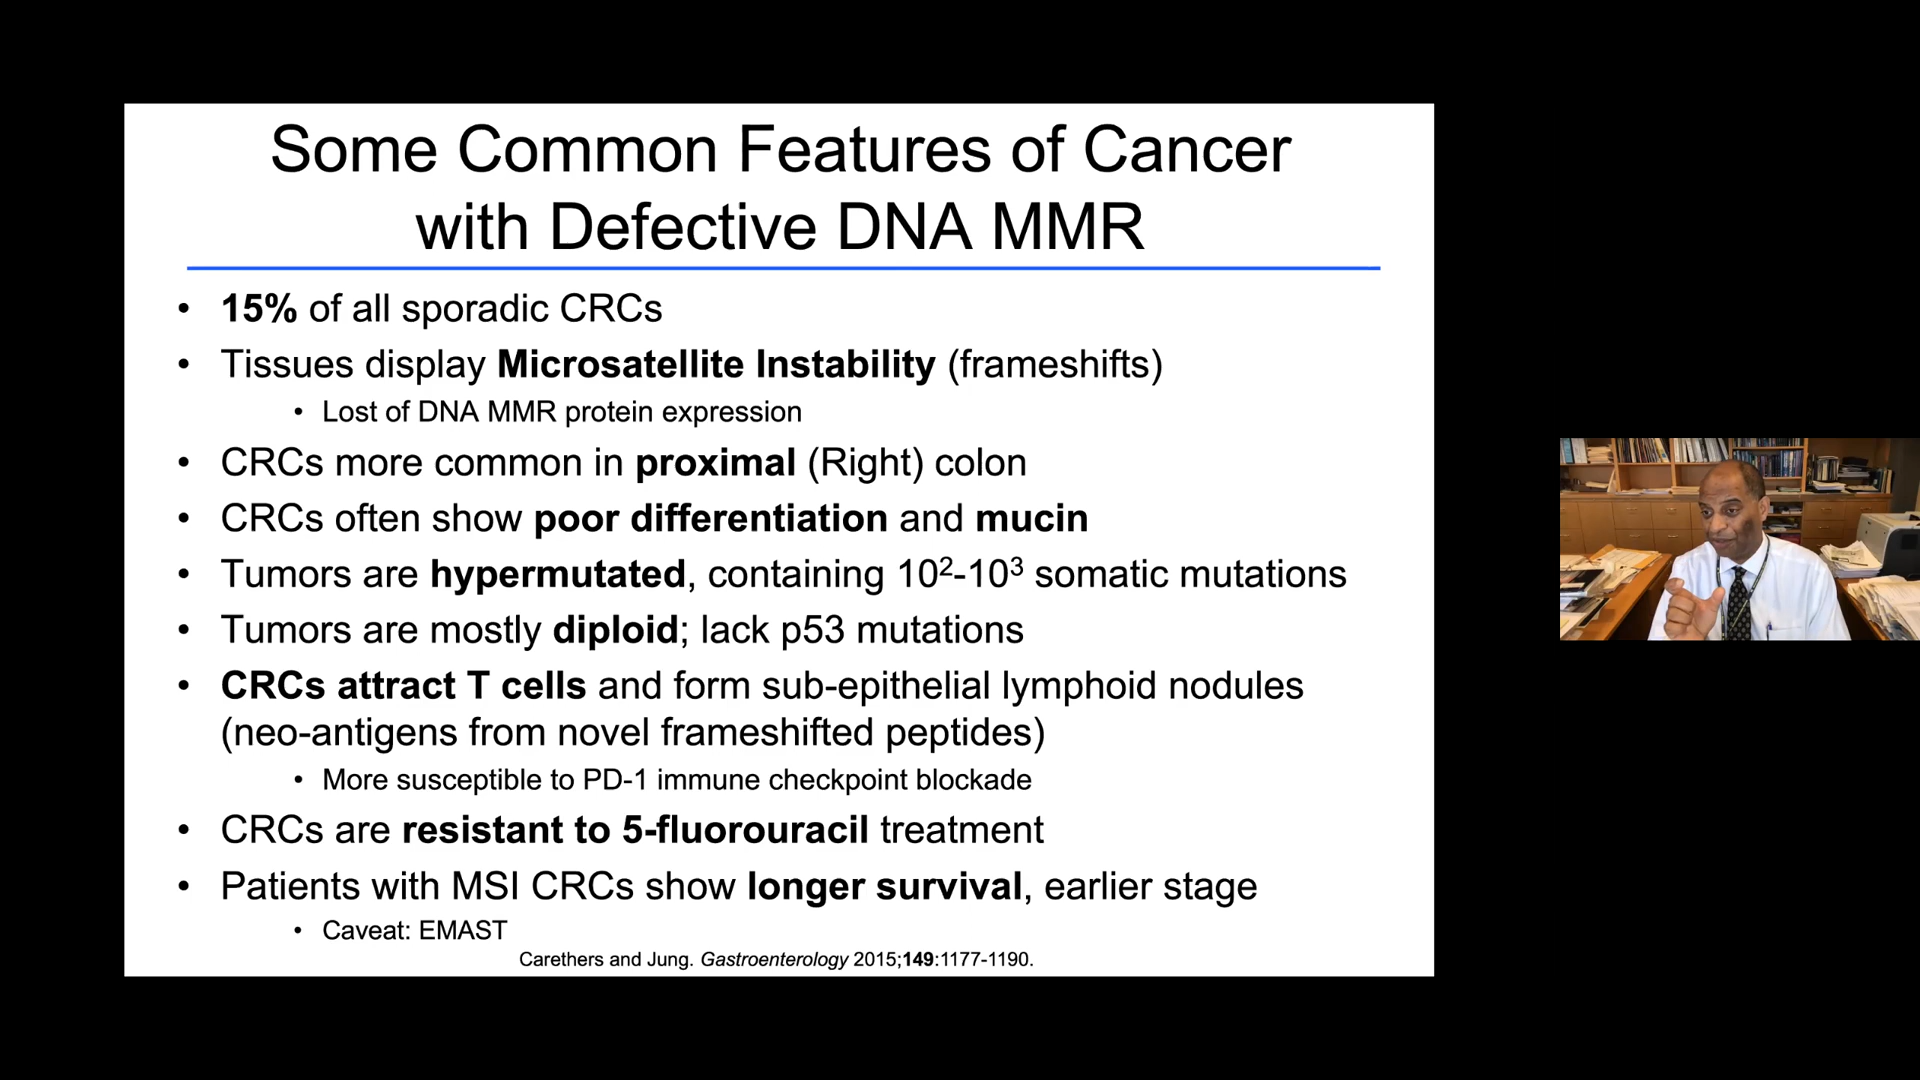 Some Common Features of Cancer
with Defective DNA MMR
• 15% of all sporadic CRCs
• Tissues display Microsatellite Instability (frameshifts)
• Lost of DNA MMR protein expression
• CRCs more common in proximal (Right) colon
• CRCs often show poor differentiation and mucin
• Tumors are hypermutated, containing 10²-10³ somatic mutations
• Tumors are mostly diploid; lack p53 mutations
• CRCs attract T cells and form sub-epithelial lymphoid nodules
(neo-antigens from novel frameshifted peptides)
• More susceptible to PD-1 immune checkpoint blockade
• CRCs are resistant to 5-fluorouracil treatment
• Patients with MSI CRCs show longer survival, earlier stage
• Caveat: EMAST
Carethers and Jung. Gastroenterology 2015;149:1177-1190.